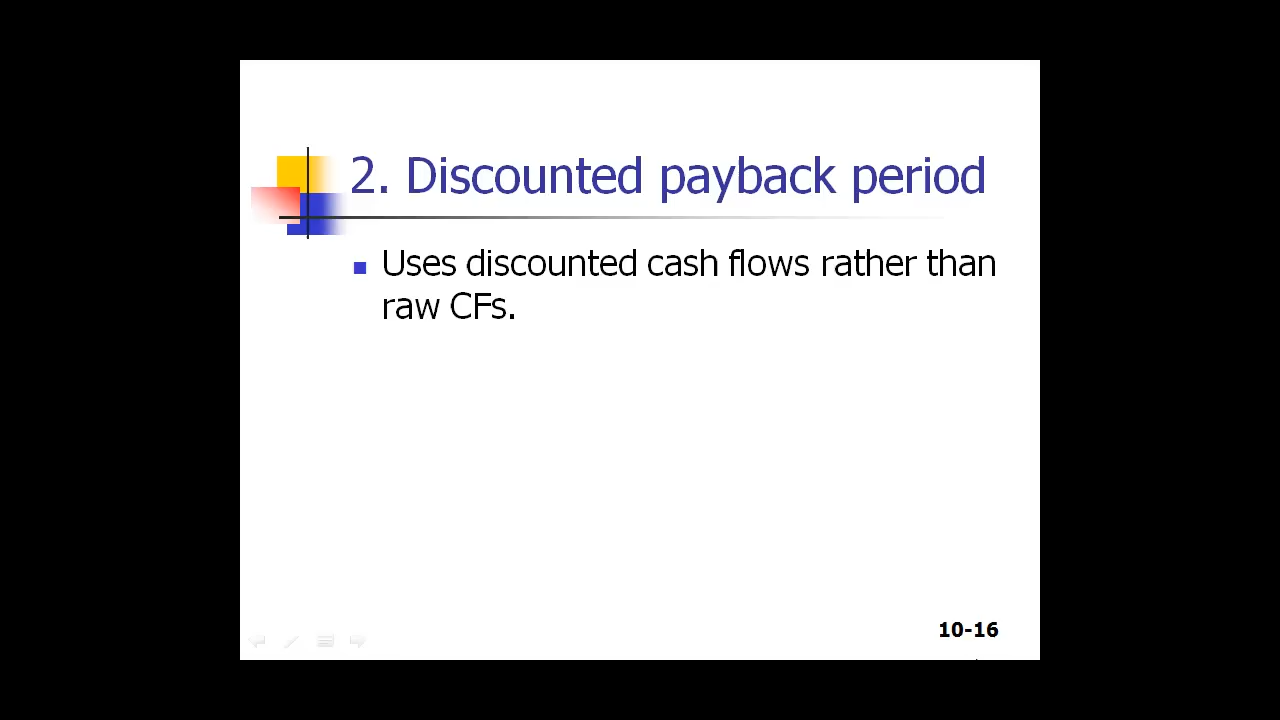 2. Discounted payback period
Uses discounted cash flows rather than
raw CFs.
10-16